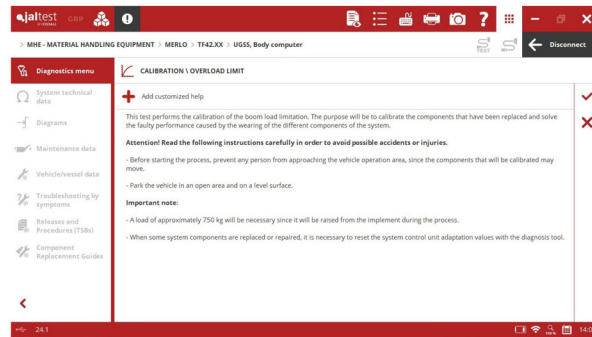 jaltest GRP
> MHE - MATERIAL HANDLING EQUIPMENT > MERLO > TF42.XX > UGSS, Body computer
TEST
Disconnect
Diagnostics menu
CALIBRATION \ OVERLOAD LIMIT
System technical
data
Diagrams
Maintenance data
Vehicle/vessel data
Troubleshooting by
symptoms
Releases and
Procedures (TSBs)
Component
Replacement Guides
Add customized help
This test performs the calibration of the boom load limitation. The purpose will be to calibrate the components that have been replaced and solve
the faulty performance caused by the wearing of the different components of the system.
Attention! Read the following instructions carefully in order to avoid possible accidents or injuries.
- Before starting the process, prevent any person from approaching the vehicle operation area, since the components that will be calibrated may
move.
- Park the vehicle in an open area and on a level surface.
Important note:
- A load of approximately 750 kg will be necessary since it will be raised from the implement during the process.
- When some system components are replaced or repaired, it is necessary to reset the system control unit adaptation values with the diagnosis tool.
24.1